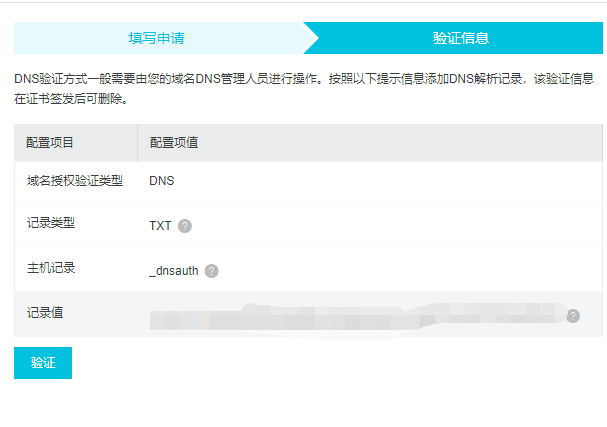 填写申请
验证信息
DNS验证方式一般需要由您的域名DNS管理人员进行操作。按照以下提示信息添加DNS解析记录，该验证信息
在证书签发后可删除。
配置项目 配置项值
域名授权验证类型 DNS
记录类型 TXT ?
主机记录 _dnsauth ?
记录值 ?
验证